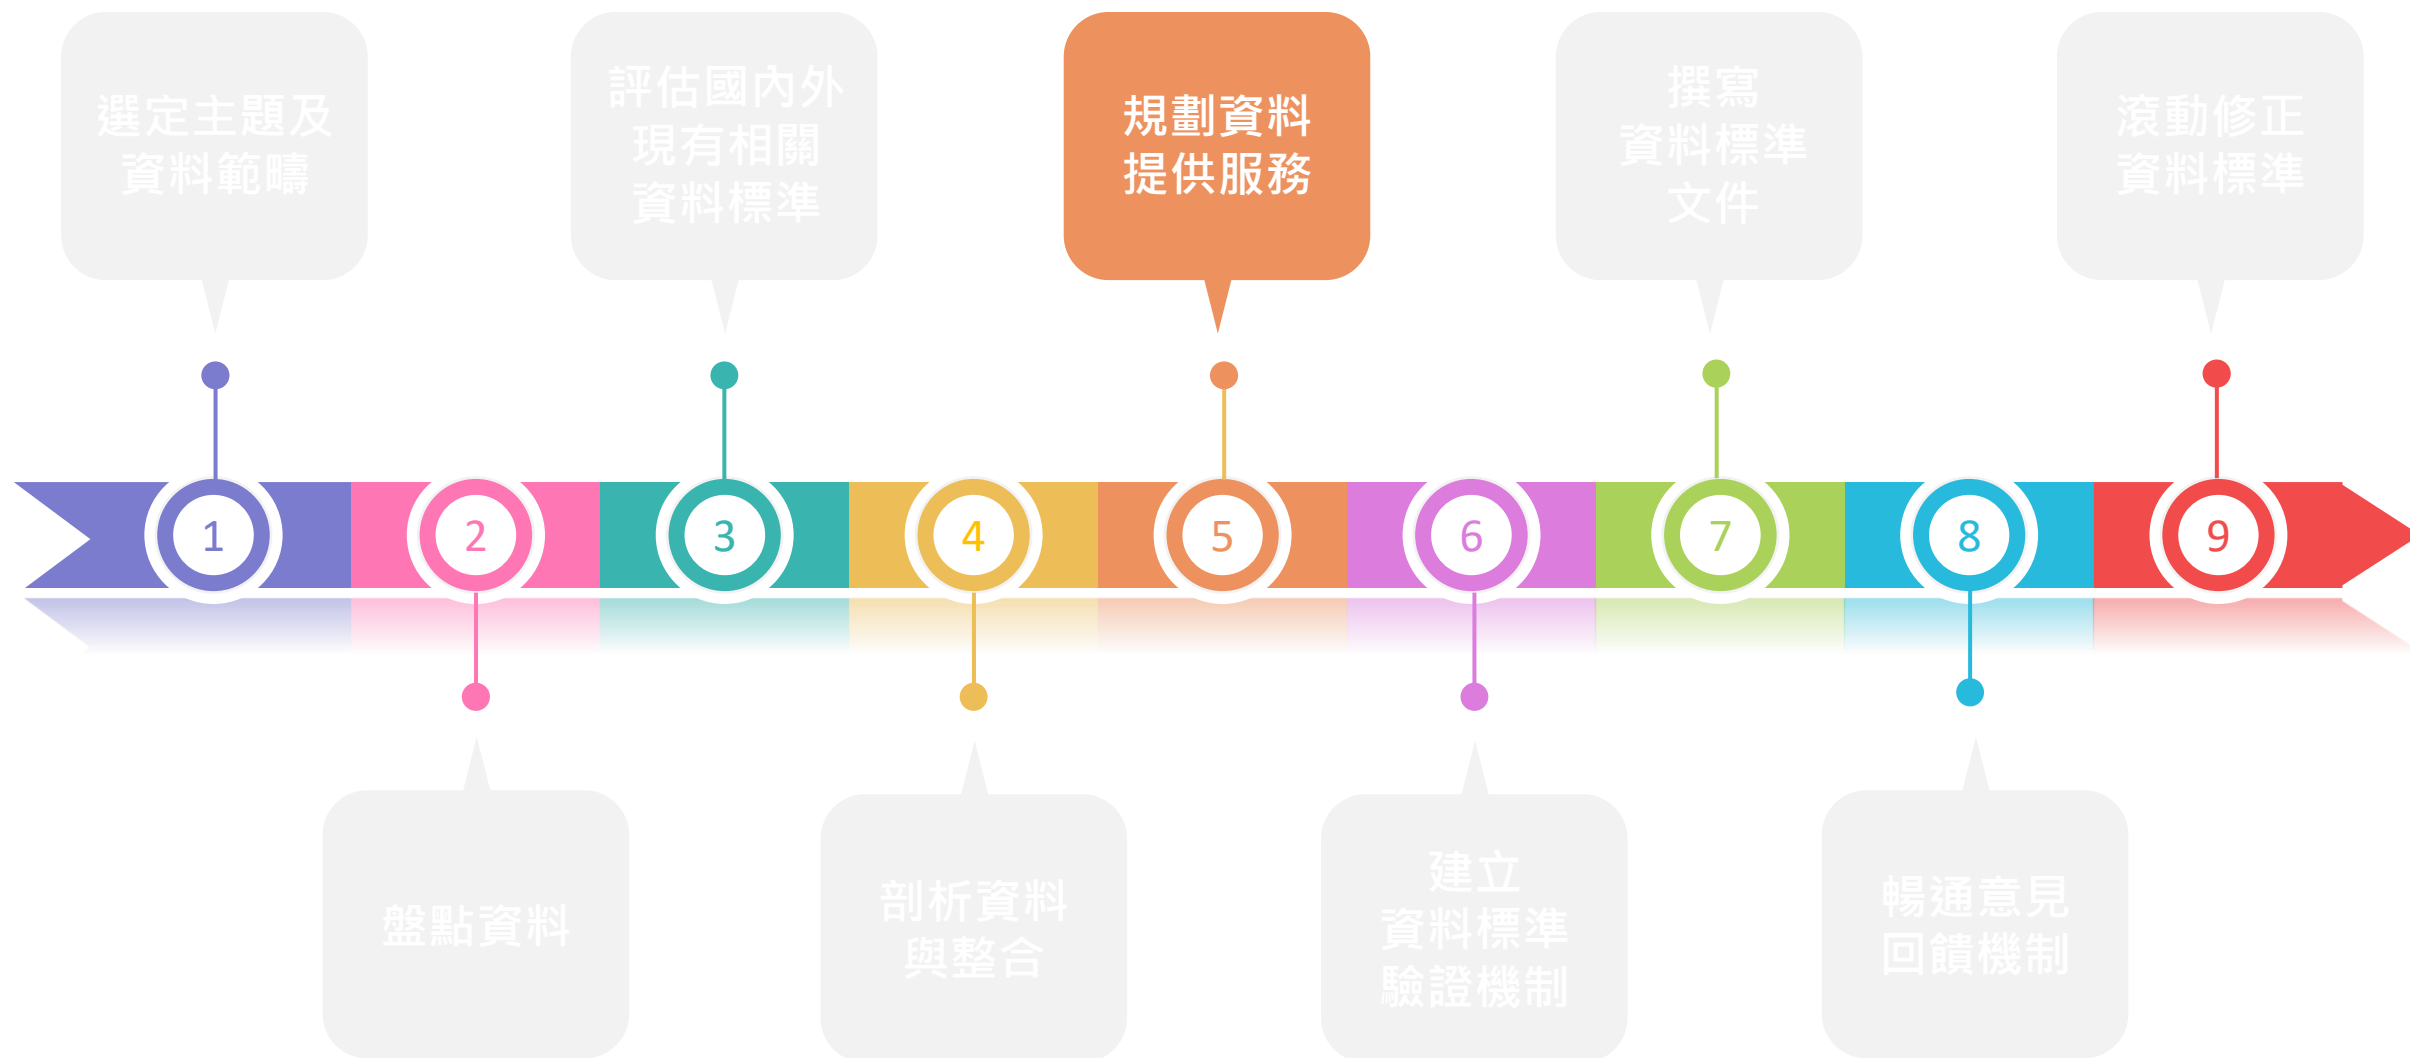 選定主題及
資料範疇
評估國內外
現有相關
資料標準
規劃資料
提供服務
撰寫
資料標準
文件
滾動修正
資料標準
1
2
3
4
5
6
7
8
9
盤點資料
剖析資料
與整合
建立
資料標準
驗證機制
暢通意見
回饋機制